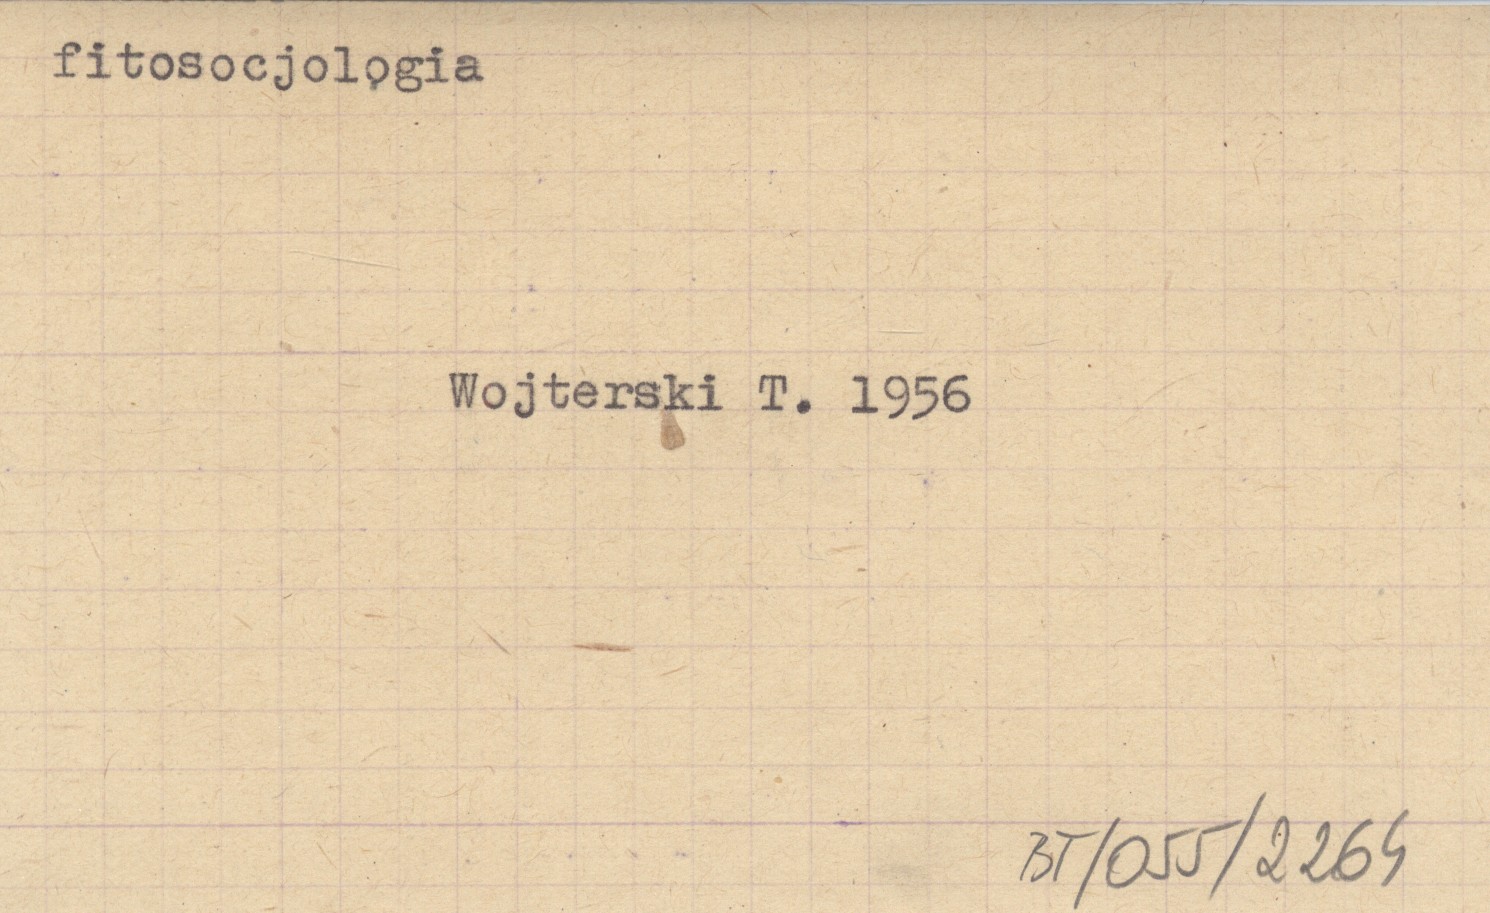 fitosocjologia
Wojterski T. 1956
BT/055/2264